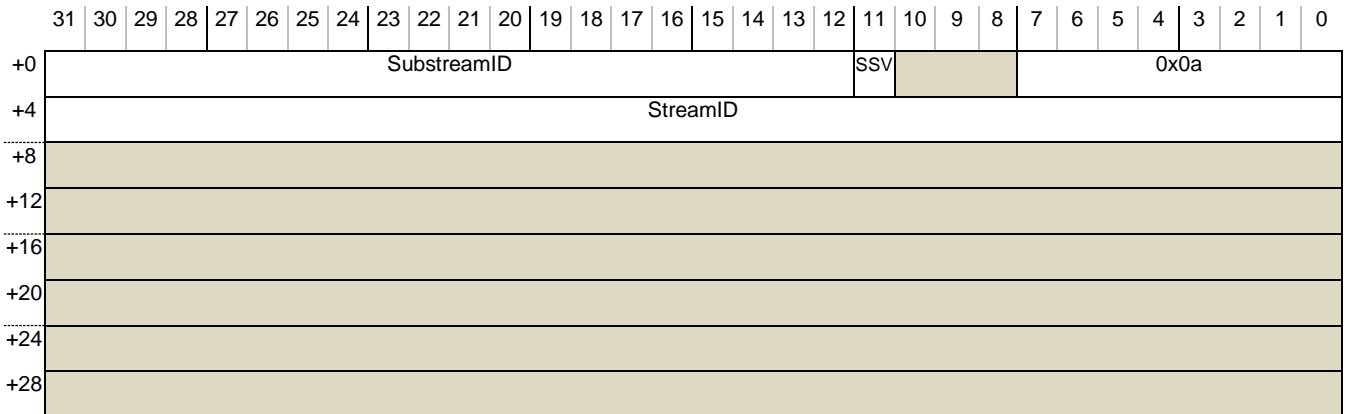 31 30 29 28 27 26 25 24 23 22 21 20 19 18 17 16 15 14 13 12 11 10 9 8 7 6 5 4 3 2 1 0
+0 SubstreamID SSV 0x0a
+4 StreamID
+8
+12
+16
+20
+24
+28